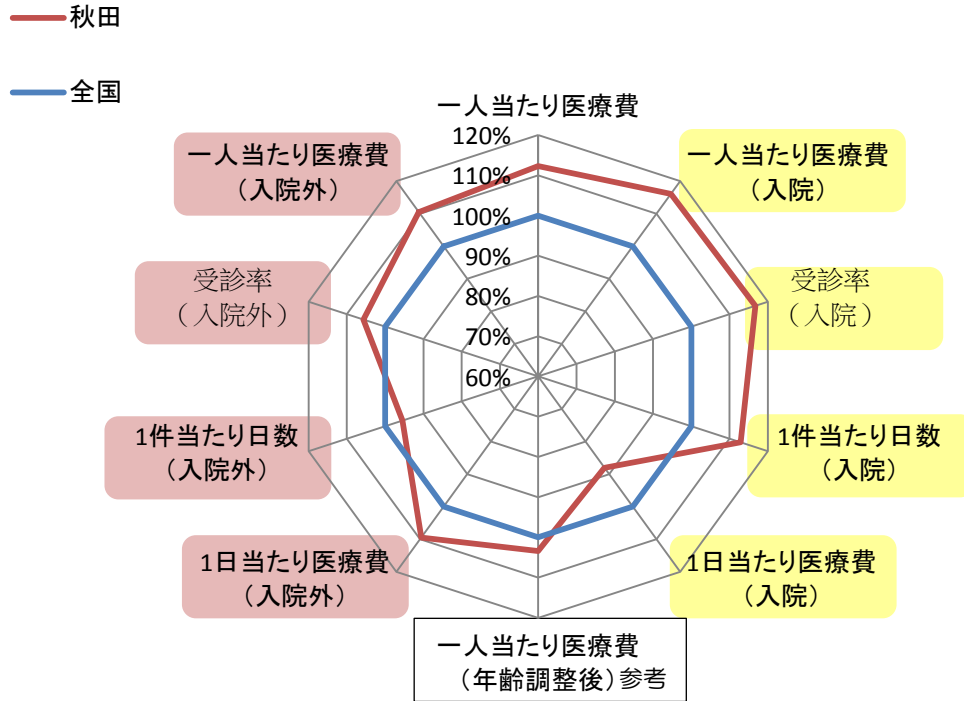 秋田
全国
一人当たり医療費
120%
110%
100%
90%
80%
70%
60%
一人当たり医療費
（入院）
受診率
（入院）
1件当たり日数
（入院）
1日当たり医療費
（入院）
一人当たり医療費
（年齢調整後）参考
1日当たり医療費
（入院外）
1件当たり日数
（入院外）
受診率
（入院外）
一人当たり医療費
（入院外）